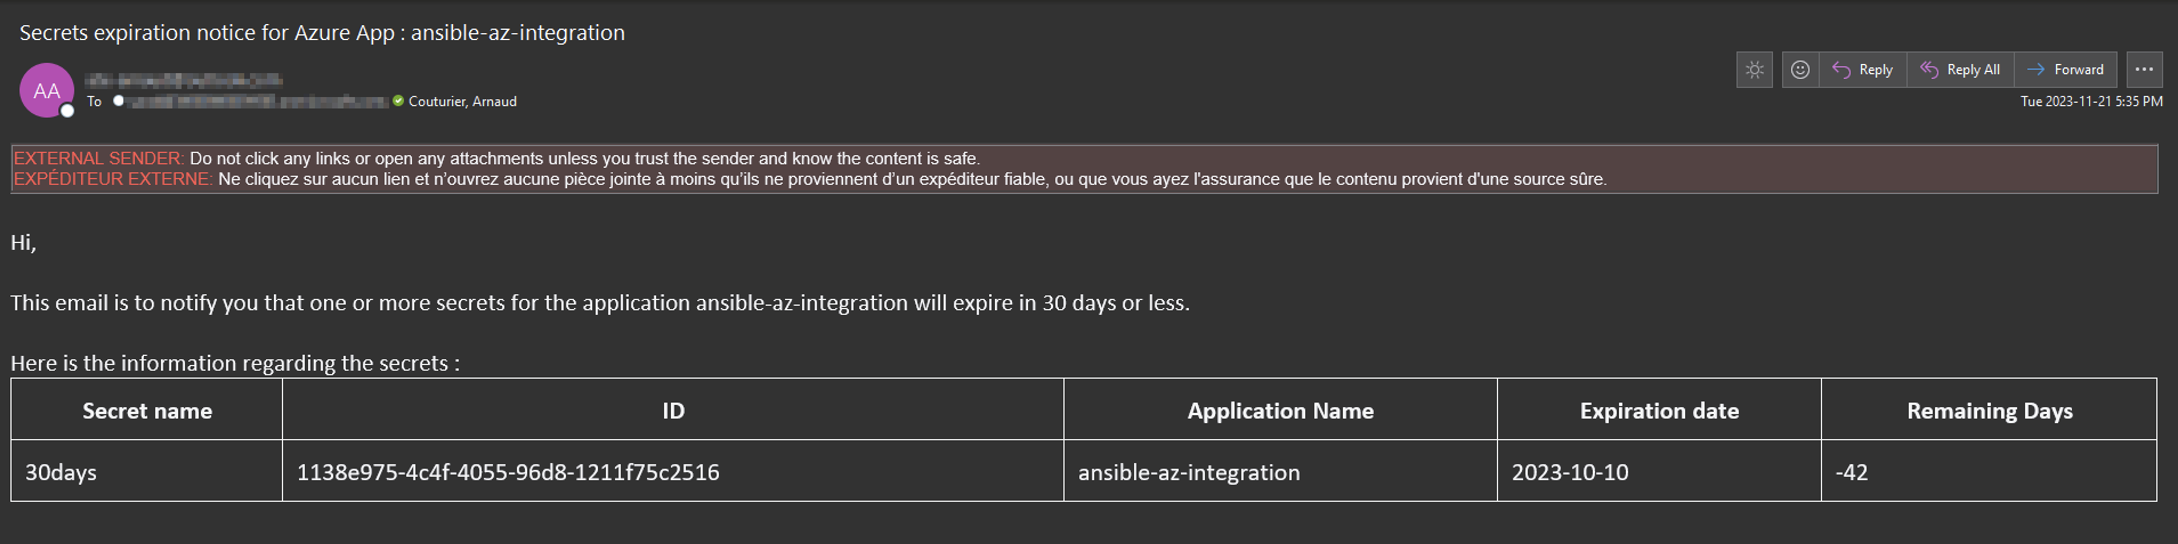 Secrets expiration notice for Azure App : ansible-az-integration
AA
To Couturier, Arnaud
Reply Reply All Forward
Tue 2023-11-21 5:35 PM
EXTERNAL SENDER: Do not click any links or open any attachments unless you trust the sender and know the content is safe.
EXPÉDITEUR EXTERNE: Ne cliquez sur aucun lien et n’ouvrez aucune pièce jointe à moins qu’ils ne proviennent d’un expéditeur fiable, ou que vous ayez l'assurance que le contenu provient d'une source sûre.
Hi,
This email is to notify you that one or more secrets for the application ansible-az-integration will expire in 30 days or less.
Here is the information regarding the secrets :
Secret name ID Application Name Expiration date Remaining Days
30days 1138e975-4c4f-4055-96d8-1211f75c2516 ansible-az-integration 2023-10-10 -42